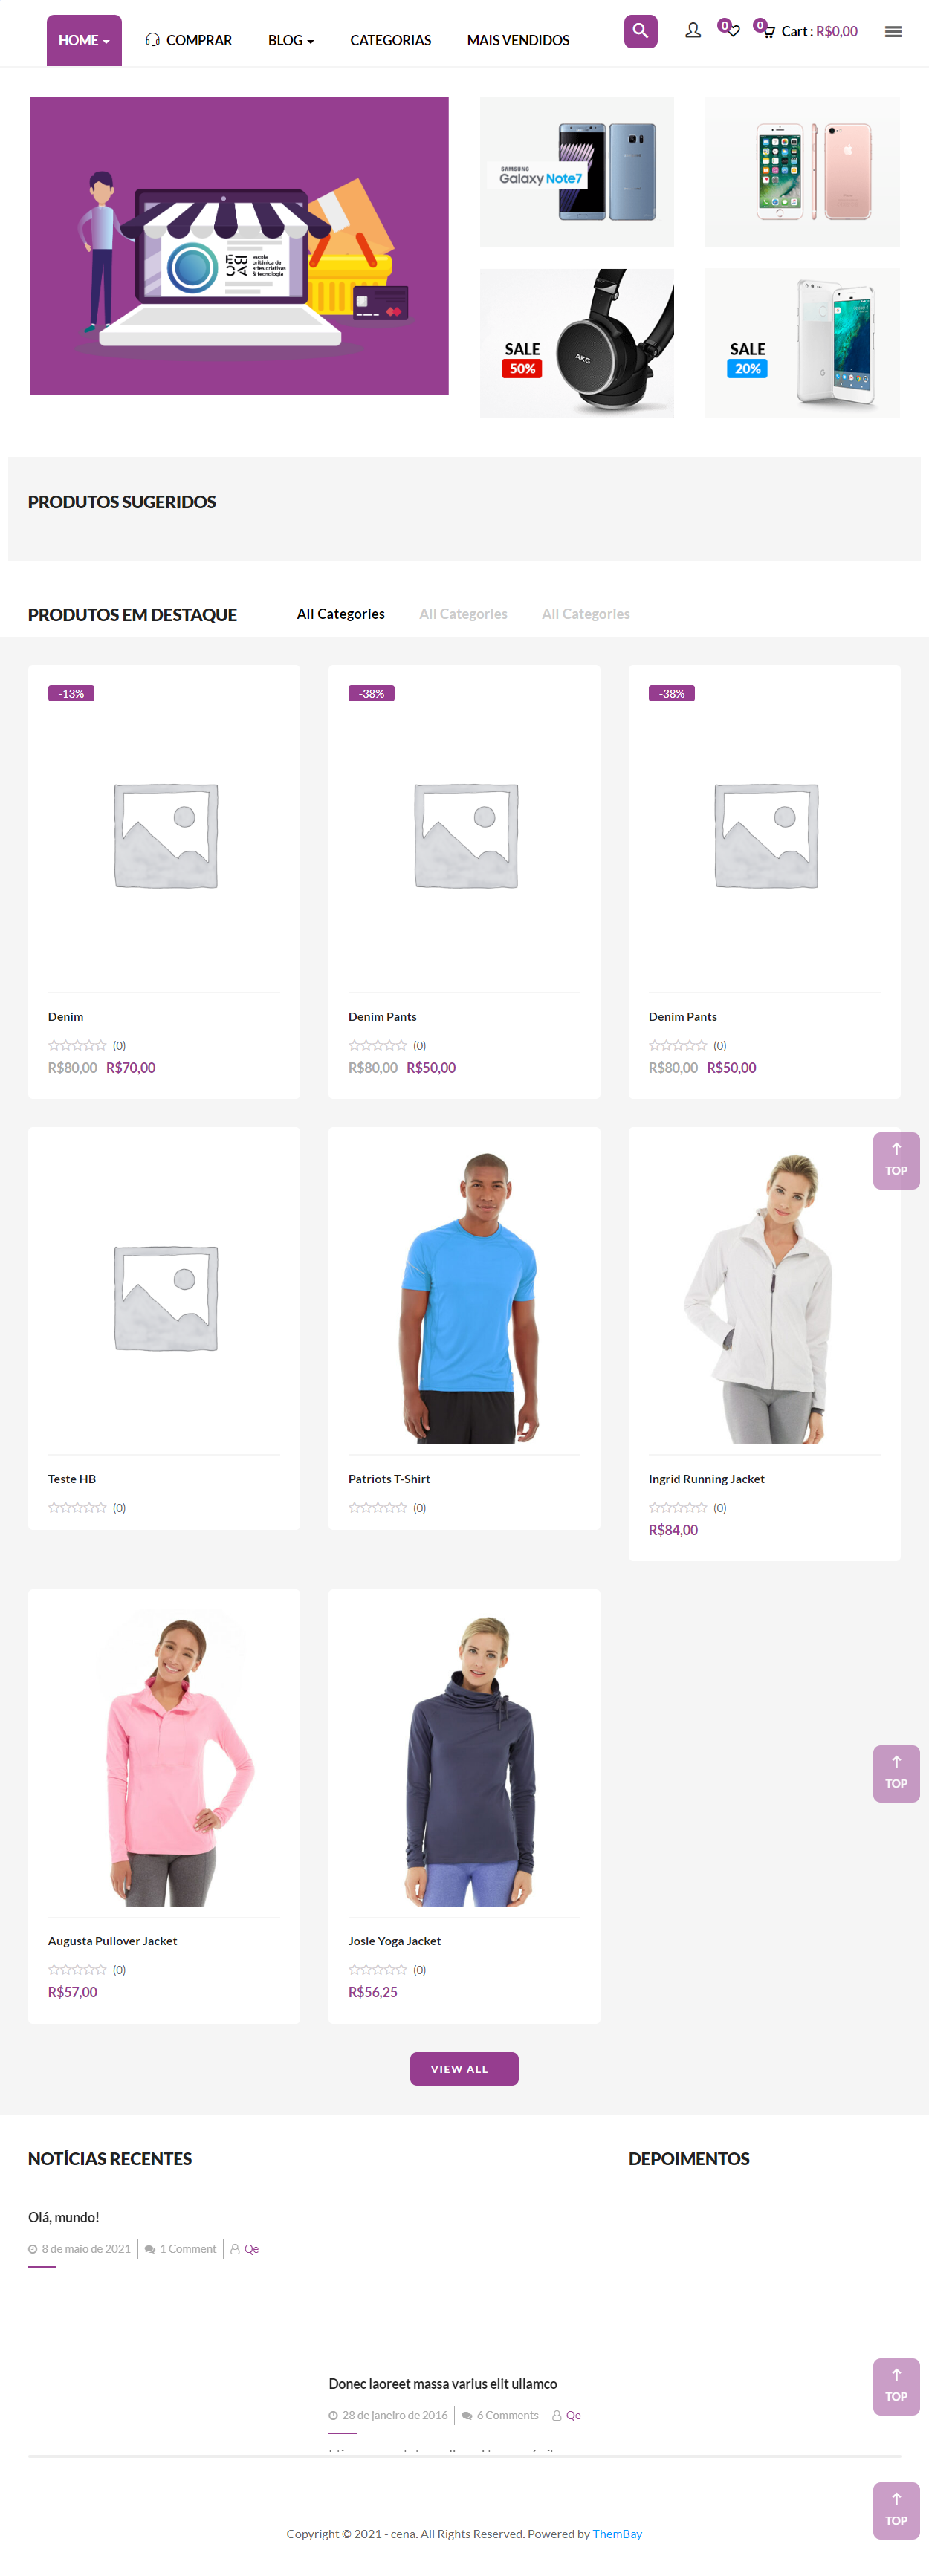 HOME COMPRAR BLOG CATEGORIAS MAIS VENDIDOS 0 0 Cart : R$0,00
EBAC escola britânica de artes criativas & tecnologia
SAMSUNG
Galaxy Note7
AKG
SALE
50%
SALE
20%
PRODUTOS SUGERIDOS
PRODUTOS EM DESTAQUE All Categories All Categories All Categories
-13% -38% -38%
Denim Denim Pants Denim Pants
(0) (0) (0)
R$80,00 R$70,00 R$80,00 R$50,00 R$80,00 R$50,00
TOP
Teste HB Patriots T-Shirt Ingrid Running Jacket
(0) (0) (0)
R$84,00
TOP
Augusta Pullover Jacket Josie Yoga Jacket
(0) (0)
R$57,00 R$56,25
VIEW ALL
NOTÍCIAS RECENTES DEPOIMENTOS
Olá, mundo!
8 de maio de 2021 1 Comment Qe
Donec laoreet massa varius elit ullamco
TOP
28 de janeiro de 2016 6 Comments Qe
TOP
Copyright © 2021 - cena. All Rights Reserved. Powered by ThemBay